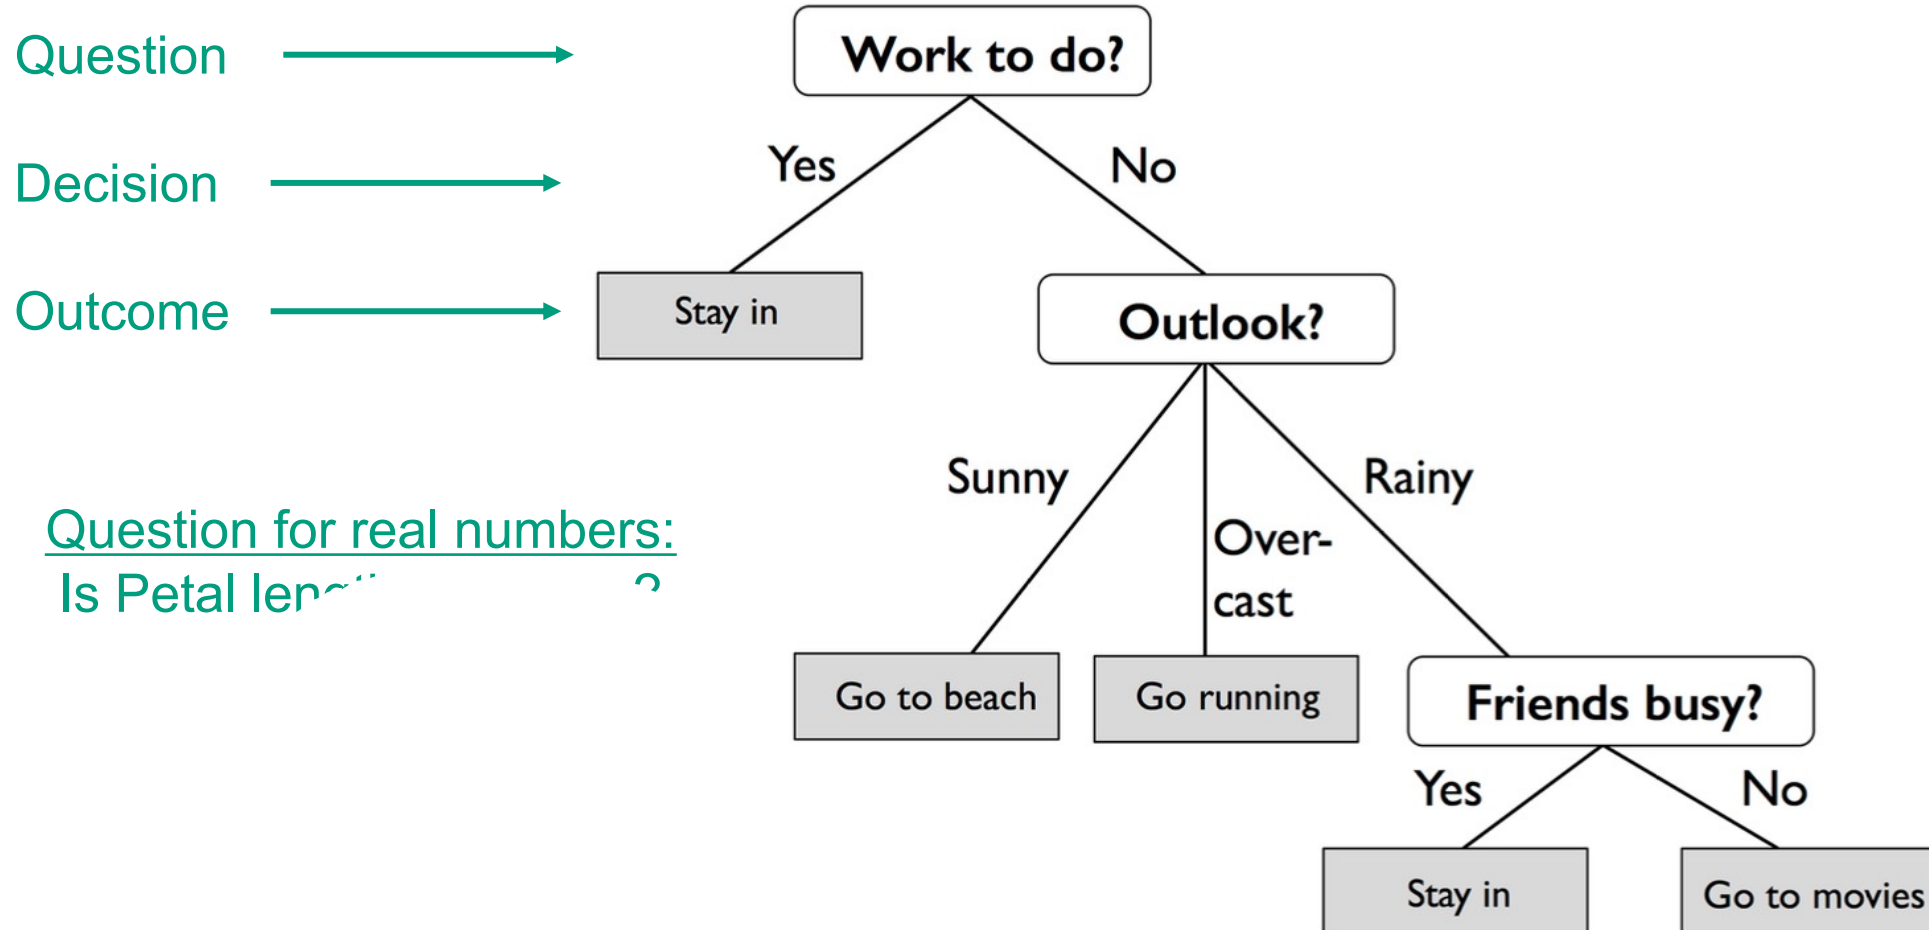 Question
Work to do?
Yes
No
Decision
Outcome
Stay in
Outlook?
Sunny
Rainy
Over-
cast
Question for real numbers:
Is Petal ?
Go to beach
Go running
Friends busy?
Yes
No
Stay in
Go to movies